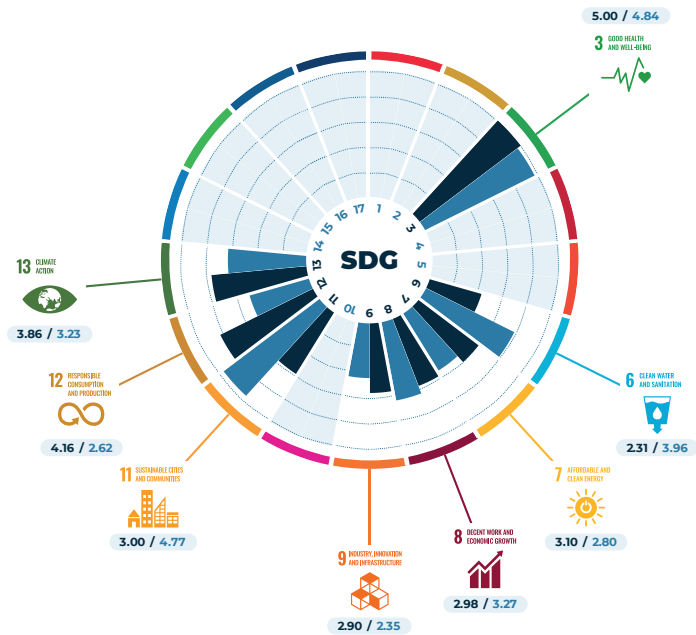 5.00 / 4.84
3 GOOD HEALTH
AND WELL-BEING
17 1 2 3 4 5 6 7 8 9 10 11 12 13 14 15 16
SDG
13 CLIMATE
ACTION
3.86 / 3.23
6 CLEAN WATER
AND SANITATION
2.31 / 3.96
12 RESPONSIBLE
CONSUMPTION
AND PRODUCTION
4.16 / 2.62
7 AFFORDABLE AND
CLEAN ENERGY
3.10 / 2.80
11 SUSTAINABLE CITIES
AND COMMUNITIES
3.00 / 4.77
8 DECENT WORK AND
ECONOMIC GROWTH
2.98 / 3.27
9 INDUSTRY, INNOVATION
AND INFRASTRUCTURE
2.90 / 2.35